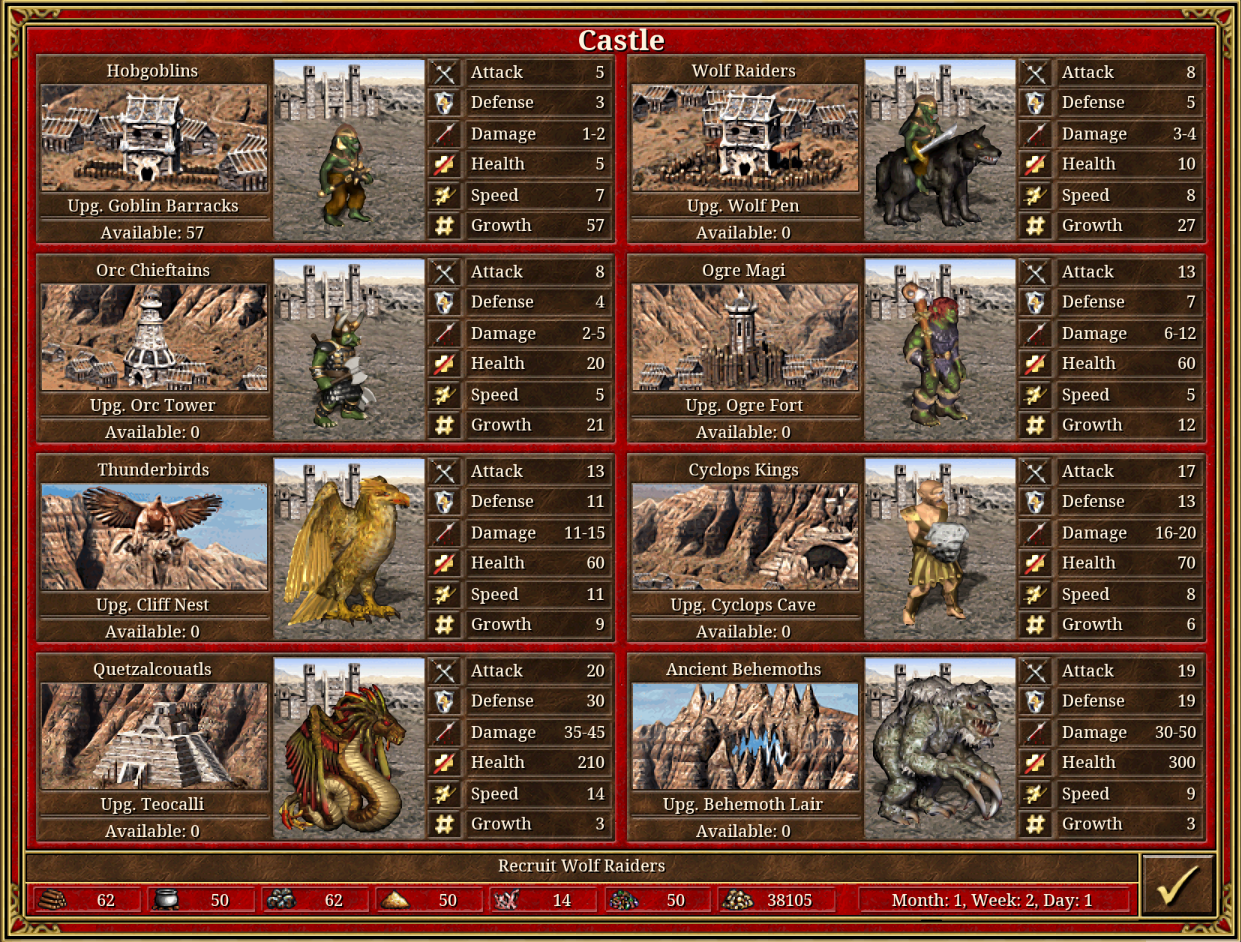 Castle
Hobgoblins
Upg. Goblin Barracks
Available: 57
Attack 5
Defense 3
Damage 1-2
Health 5
Speed 7
Growth 57
Wolf Raiders
Upg. Wolf Pen
Available: 0
Attack 8
Defense 5
Damage 3-4
Health 10
Speed 8
Growth 27
Orc Chieftains
Upg. Orc Tower
Available: 0
Attack 8
Defense 4
Damage 2-5
Health 20
Speed 5
Growth 21
Ogre Magi
Upg. Ogre Fort
Available: 0
Attack 13
Defense 7
Damage 6-12
Health 60
Speed 5
Growth 12
Thunderbirds
Upg. Cliff Nest
Available: 0
Attack 13
Defense 11
Damage 11-15
Health 60
Speed 11
Growth 9
Cyclops Kings
Upg. Cyclops Cave
Available: 0
Attack 17
Defense 13
Damage 16-20
Health 70
Speed 8
Growth 6
Quetzalcouatls
Upg. Teocalli
Available: 0
Attack 20
Defense 30
Damage 35-45
Health 210
Speed 14
Growth 3
Ancient Behemoths
Upg. Behemoth Lair
Available: 0
Attack 19
Defense 19
Damage 30-50
Health 300
Speed 9
Growth 3
Recruit Wolf Raiders
62 50 62 50 14 50 38105 Month: 1, Week: 2, Day: 1